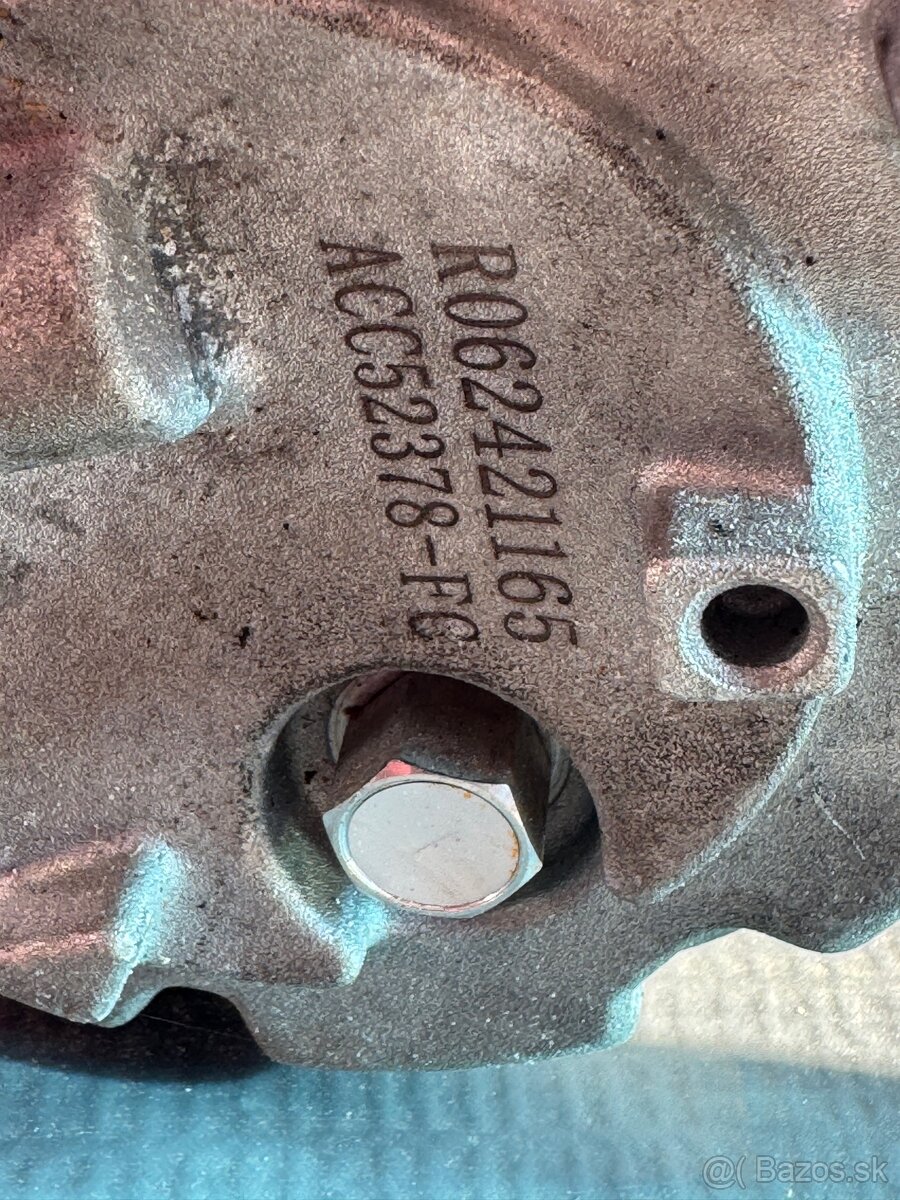 R062421165
ACC52378-FC
@( Bazos.sk